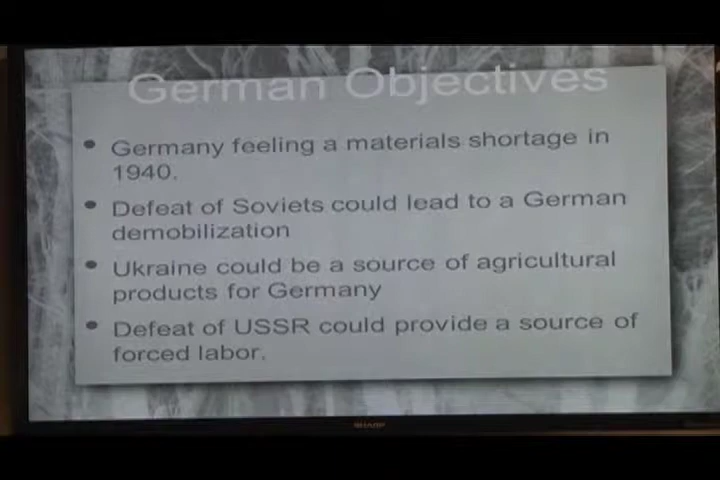 German Objectives
• Germany feeling a materials shortage in
1940.
• Defeat of Soviets could lead to a German
demobilization
• Ukraine could be a source of agricultural
products for Germany
• Defeat of USSR could provide a source of
forced labor.
SHARP